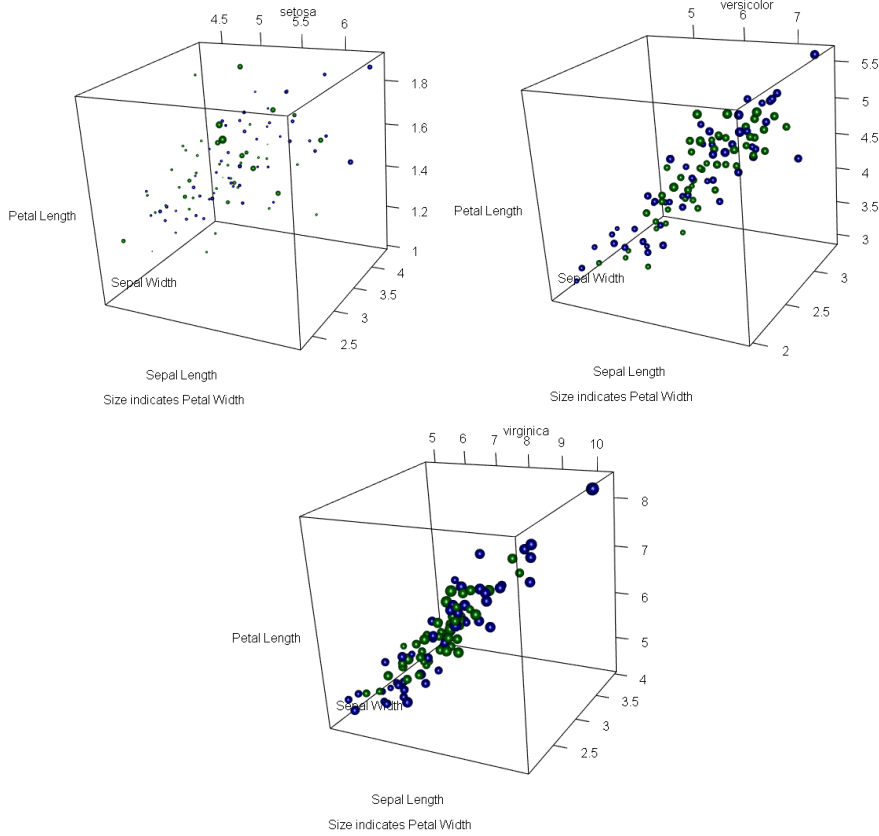 setosa
4.5 5 5.5 6
1.8
1.6
1.4
1.2
1
Petal Length
4
3.5
3
2.5
Sepal Width
Sepal Length
Size indicates Petal Width
versicolor
5 6 7
5.5
5
4.5
4
3.5
3
Petal Length
3
2.5
2
Sepal Width
Sepal Length
Size indicates Petal Width
virginica
5 6 7 8 9 10
8
7
6
5
4
Petal Length
3.5
3
2.5
Sepal Width
Sepal Length
Size indicates Petal Width